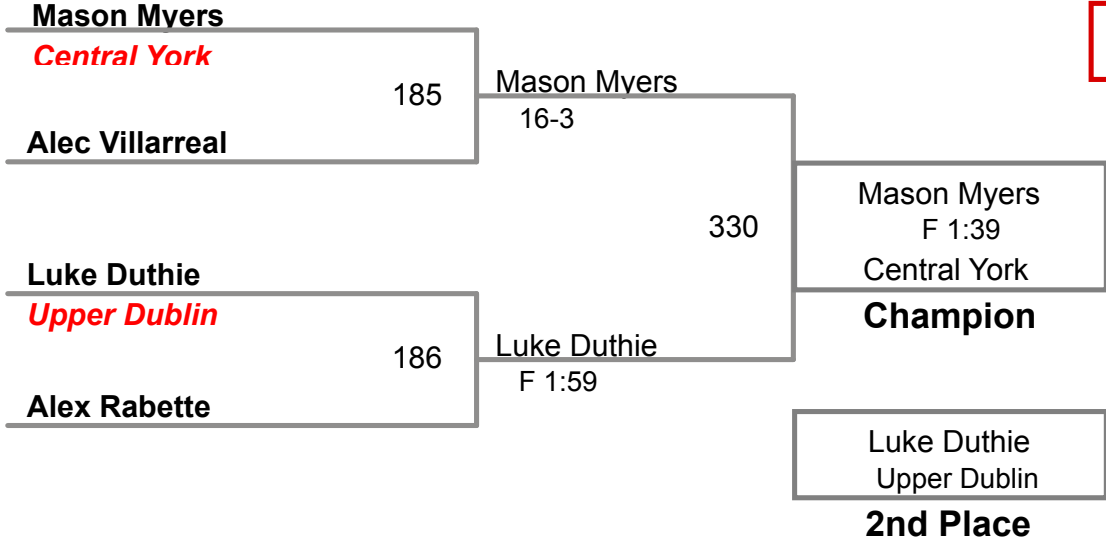 Mason Myers
Central York
185
Mason Myers
16-3
Alec Villarreal
330
Mason Myers
F 1:39
Central York
Champion
Luke Duthie
Upper Dublin
186
Luke Duthie
F 1:59
Alex Rabette
Luke Duthie
Upper Dublin
2nd Place